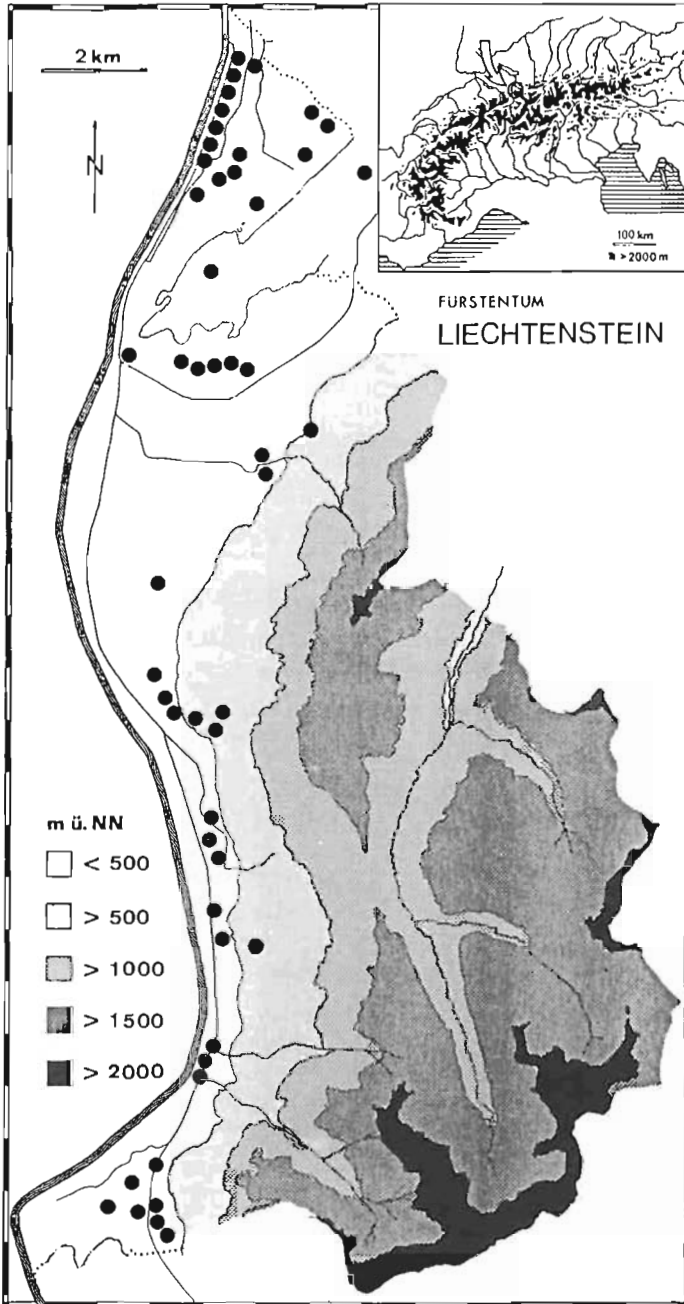 2 km
N
100 km
> 2000 m
FÜRSTENTUM
LIECHTENSTEIN
m ü. NN
< 500
> 500
> 1000
> 1500
> 2000